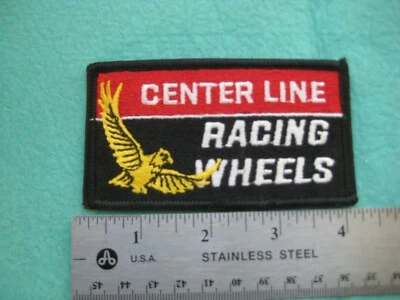 CENTER LINE
RACING
WHEELS
1 2 3 4
U.S.A. STAINLESS STEEL